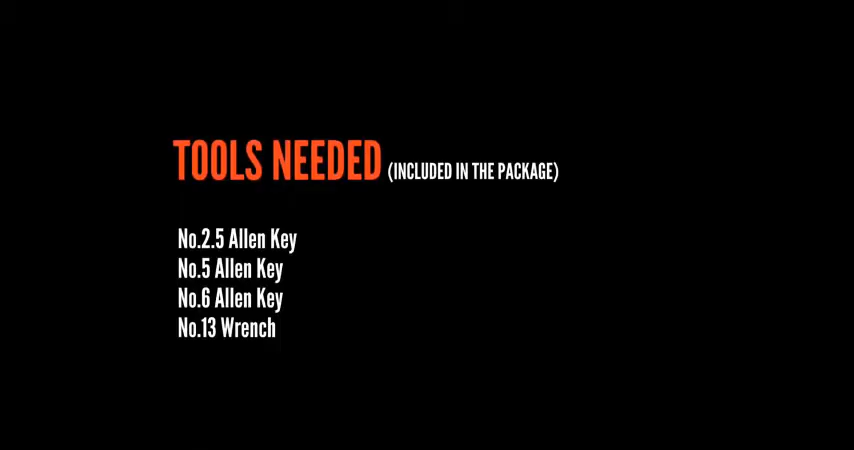 TOOLS NEEDED (INCLUDED IN THE PACKAGE)
No.2.5 Allen Key
No.5 Allen Key
No.6 Allen Key
No.13 Wrench